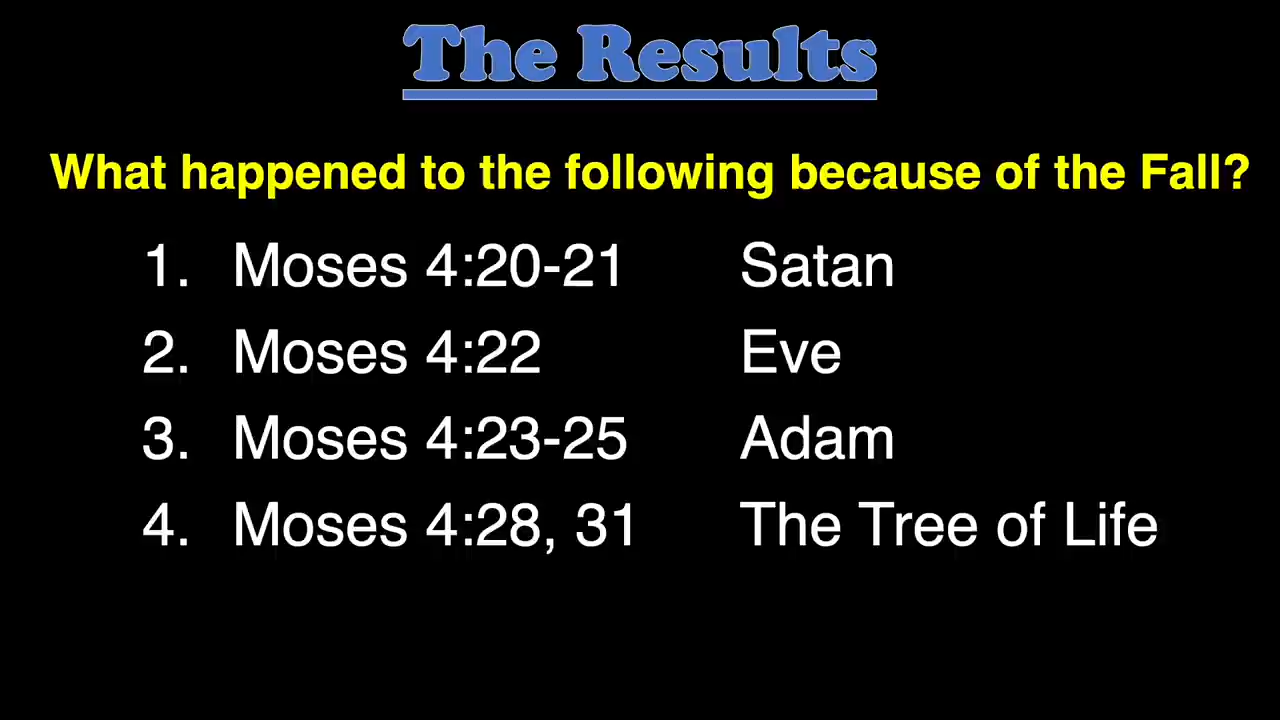 The Results
What happened to the following because of the Fall?
1. Moses 4:20-21 Satan
2. Moses 4:22 Eve
3. Moses 4:23-25 Adam
4. Moses 4:28, 31 The Tree of Life